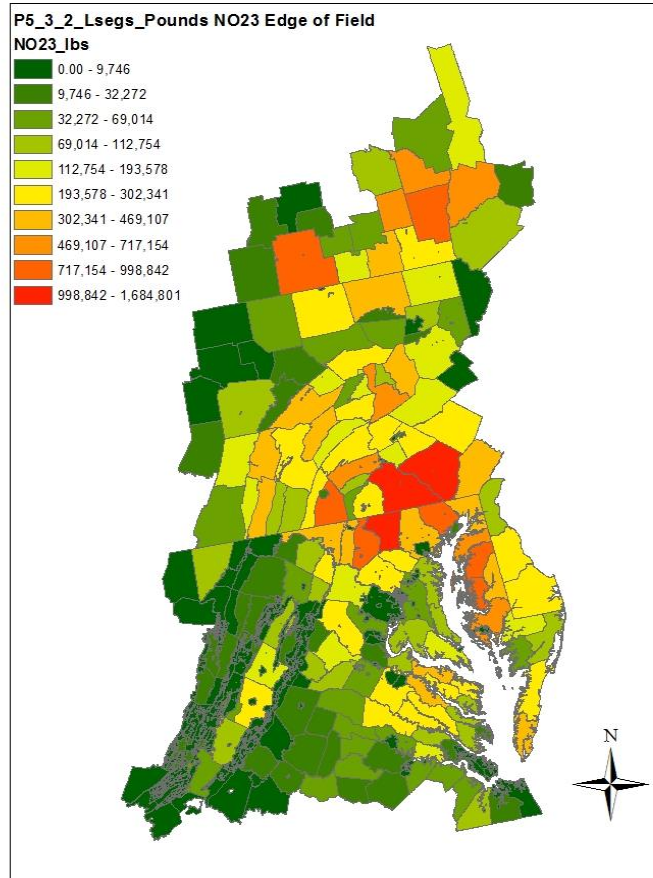 P5_3_2_Lsegs_Pounds NO23 Edge of Field
NO23_lbs
0.00 - 9,746
9,746 - 32,272
32,272 - 69,014
69,014 - 112,754
112,754 - 193,578
193,578 - 302,341
302,341 - 469,107
469,107 - 717,154
717,154 - 998,842
998,842 - 1,684,801
N